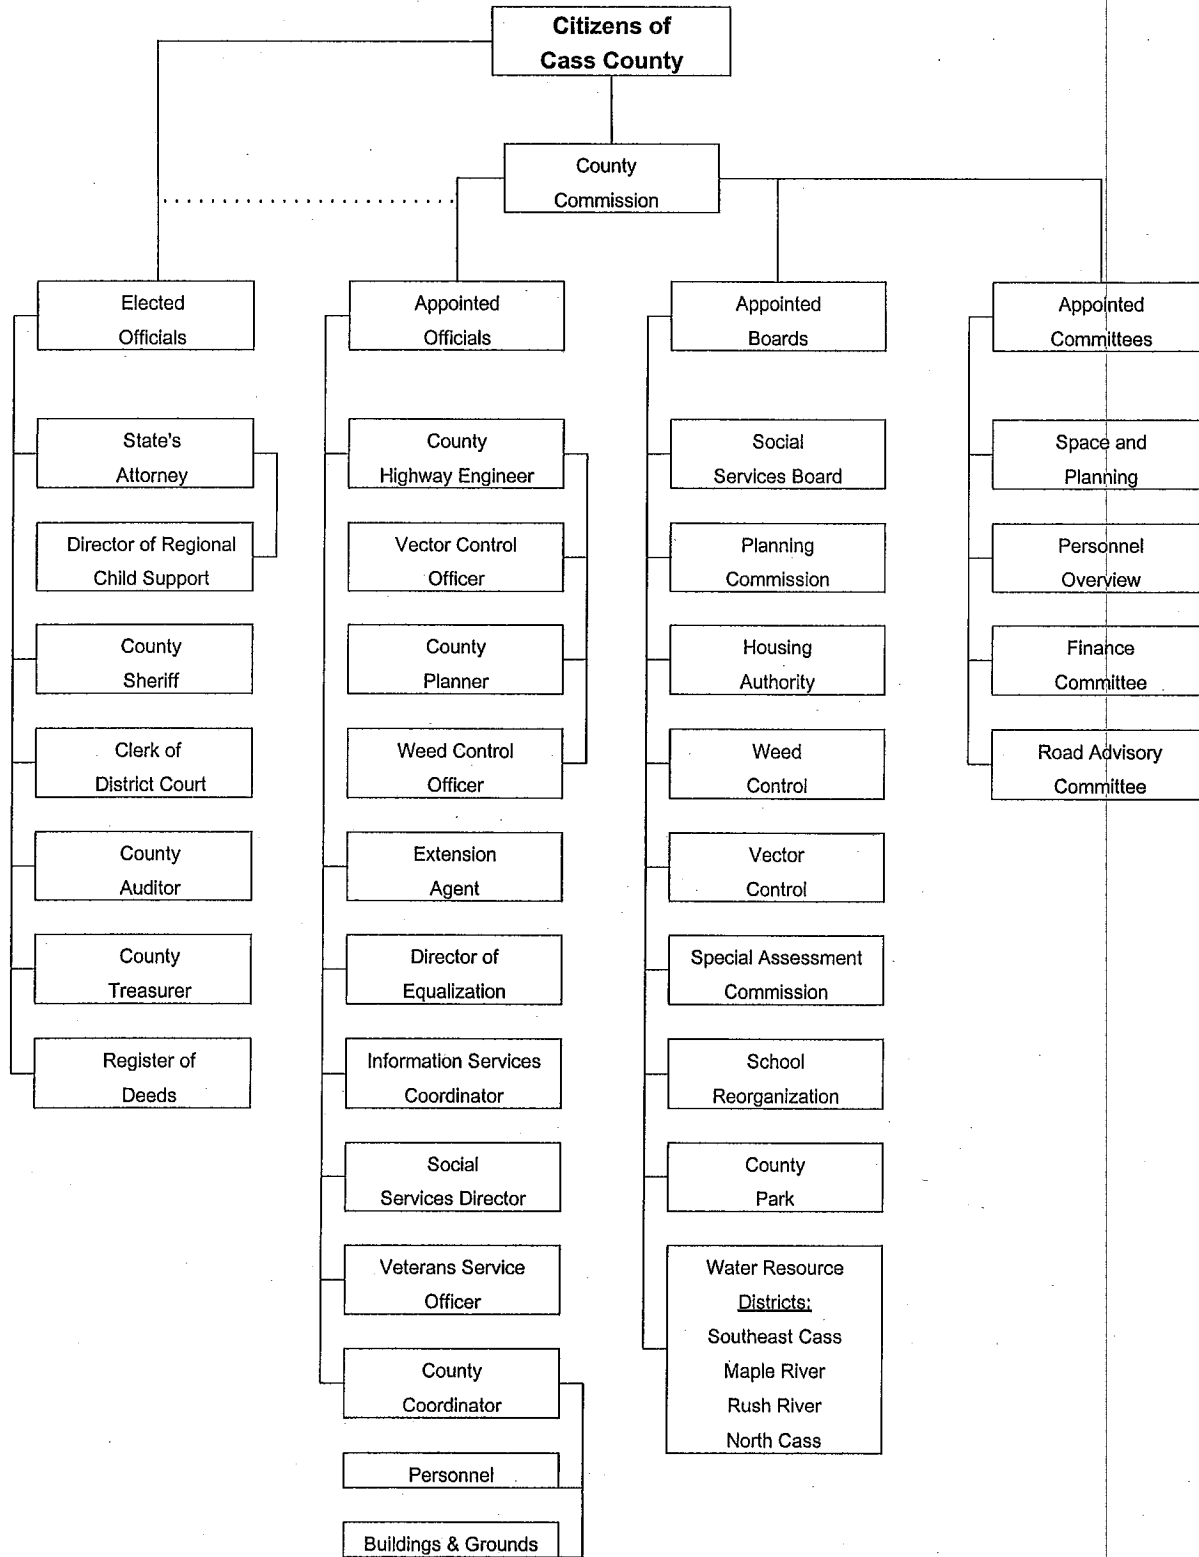 Citizens of
Cass County
County
Commission
Elected
Officials
State's
Attorney
Director of Regional
Child Support
County
Sheriff
Clerk of
District Court
County
Auditor
County
Treasurer
Register of
Deeds
Appointed
Officials
County
Highway Engineer
Vector Control
Officer
County
Planner
Weed Control
Officer
Extension
Agent
Director of
Equalization
Information Services
Coordinator
Social
Services Director
Veterans Service
Officer
County
Coordinator
Personnel
Buildings & Grounds
Appointed
Boards
Social
Services Board
Planning
Commission
Housing
Authority
Weed
Control
Vector
Control
Special Assessment
Commission
School
Reorganization
County
Park
Water Resource
Districts:
Southeast Cass
Maple River
Rush River
North Cass
Appointed
Committees
Space and
Planning
Personnel
Overview
Finance
Committee
Road Advisory
Committee